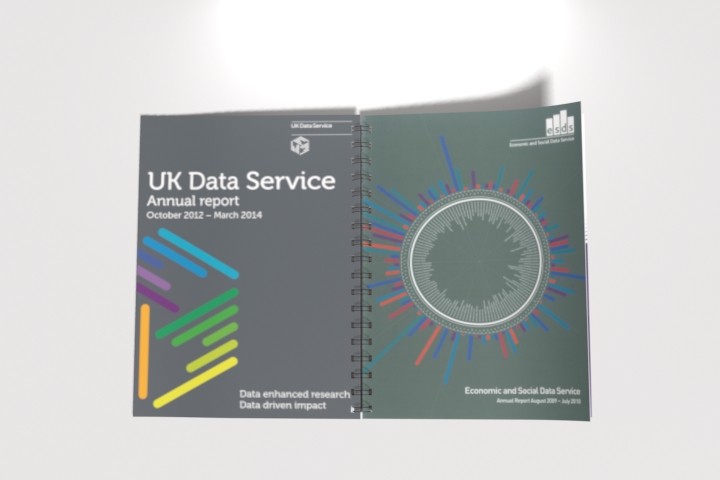 UK Data Service
UK Data Service
Annual report
October 2012 – March 2014
Data enhanced research
Data driven impact
esds
Economic and Social Data Service
Economic and Social Data Service
Annual Report August 2009 – July 2010